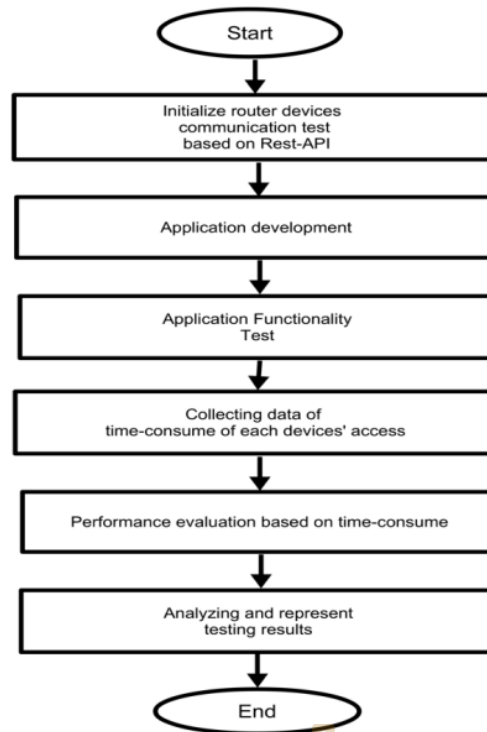 Start
Initialize router devices
communication test
based on Rest-API
Application development
Application Functionality
Test
Collecting data of
time-consume of each devices' access
Performance evaluation based on time-consume
Analyzing and represent
testing results
End